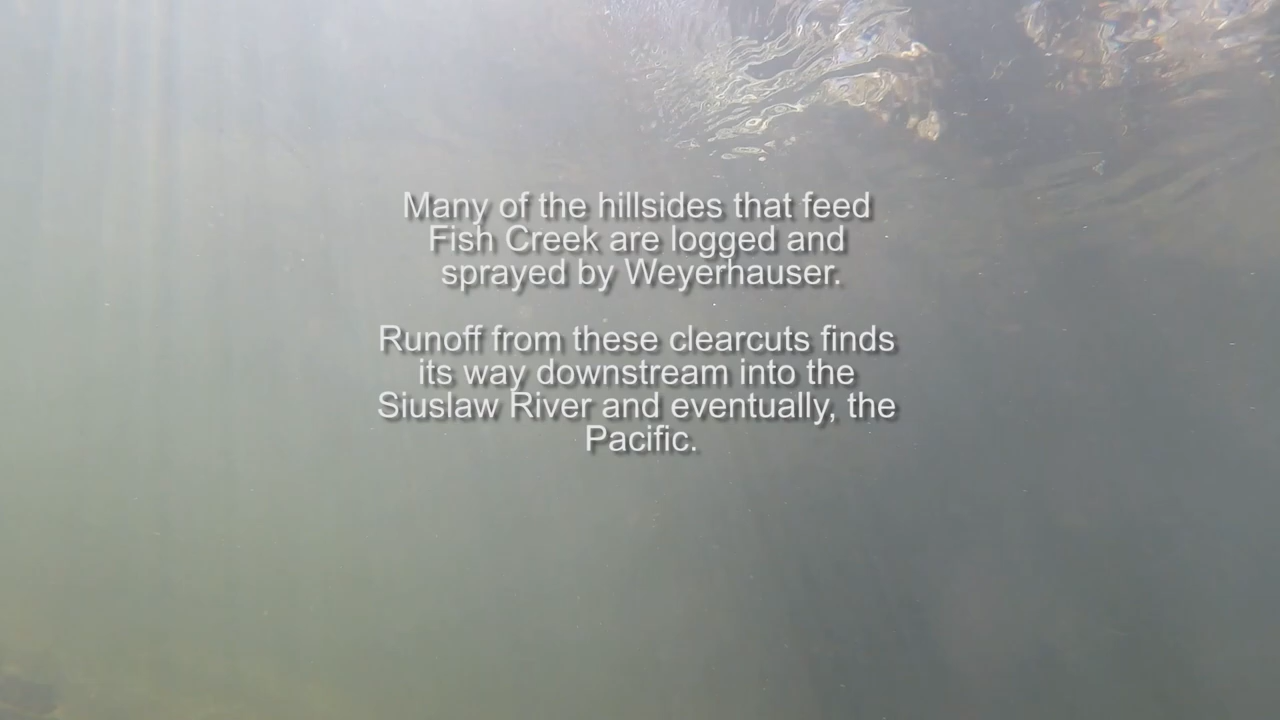 Many of the hillsides that feed
Fish Creek are logged and
sprayed by Weyerhauser.
Runoff from these clearcuts finds
its way downstream into the
Siuslaw River and eventually, the
Pacific.